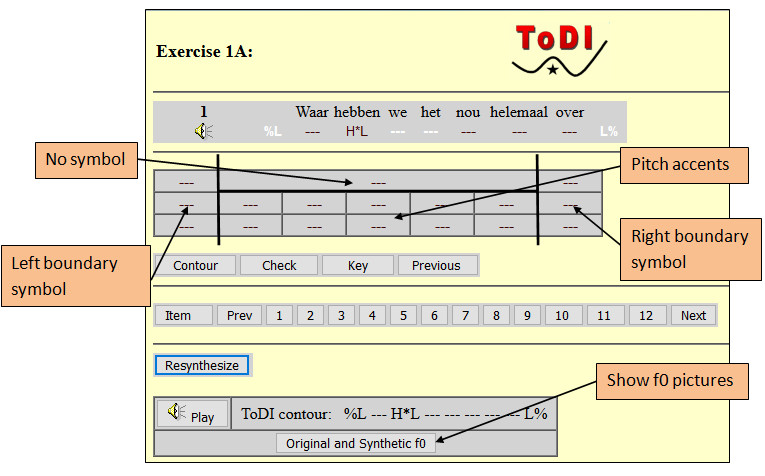 ToDI
Exercise 1A:
1 Waar hebben we het nou helemaal over
%L --- H*L --- --- --- --- --- L%
No symbol
Pitch accents
--- --- ---
--- --- --- --- --- --- ---
--- --- --- --- --- --- ---
Left boundary
symbol
Right boundary
symbol
Contour Check Key Previous
Item Prev 1 2 3 4 5 6 7 8 9 10 11 12 Next
Resynthesize
Show f0 pictures
Play ToDI contour: %L --- H*L --- --- --- --- --- L%
Original and Synthetic f0